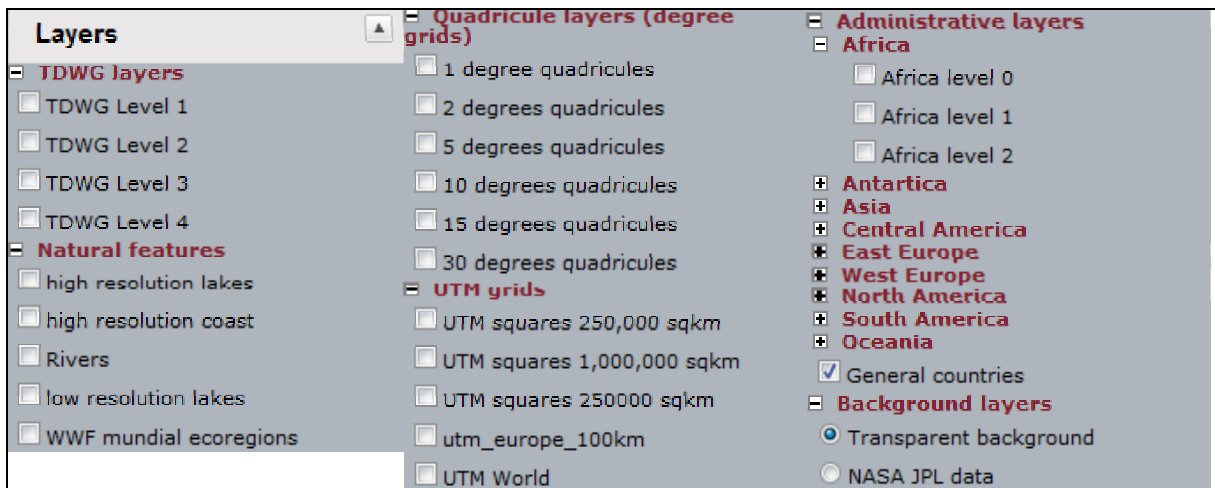 Layers
TDWG layers
TDWG Level 1
TDWG Level 2
TDWG Level 3
TDWG Level 4
Natural features
high resolution lakes
high resolution coast
Rivers
low resolution lakes
WWF mundial ecoregions
Quadricule layers (degree
grids)
1 degree quadricules
2 degrees quadricules
5 degrees quadricules
10 degrees quadricules
15 degrees quadricules
30 degrees quadricules
UTM grids
UTM squares 250,000 sqkm
UTM squares 1,000,000 sqkm
UTM squares 250000 sqkm
utm_europe_100km
UTM World
Administrative layers
Africa
Africa level 0
Africa level 1
Africa level 2
Antartica
Asia
Central America
East Europe
West Europe
North America
South America
Oceania
General countries
Background layers
Transparent background
NASA JPL data